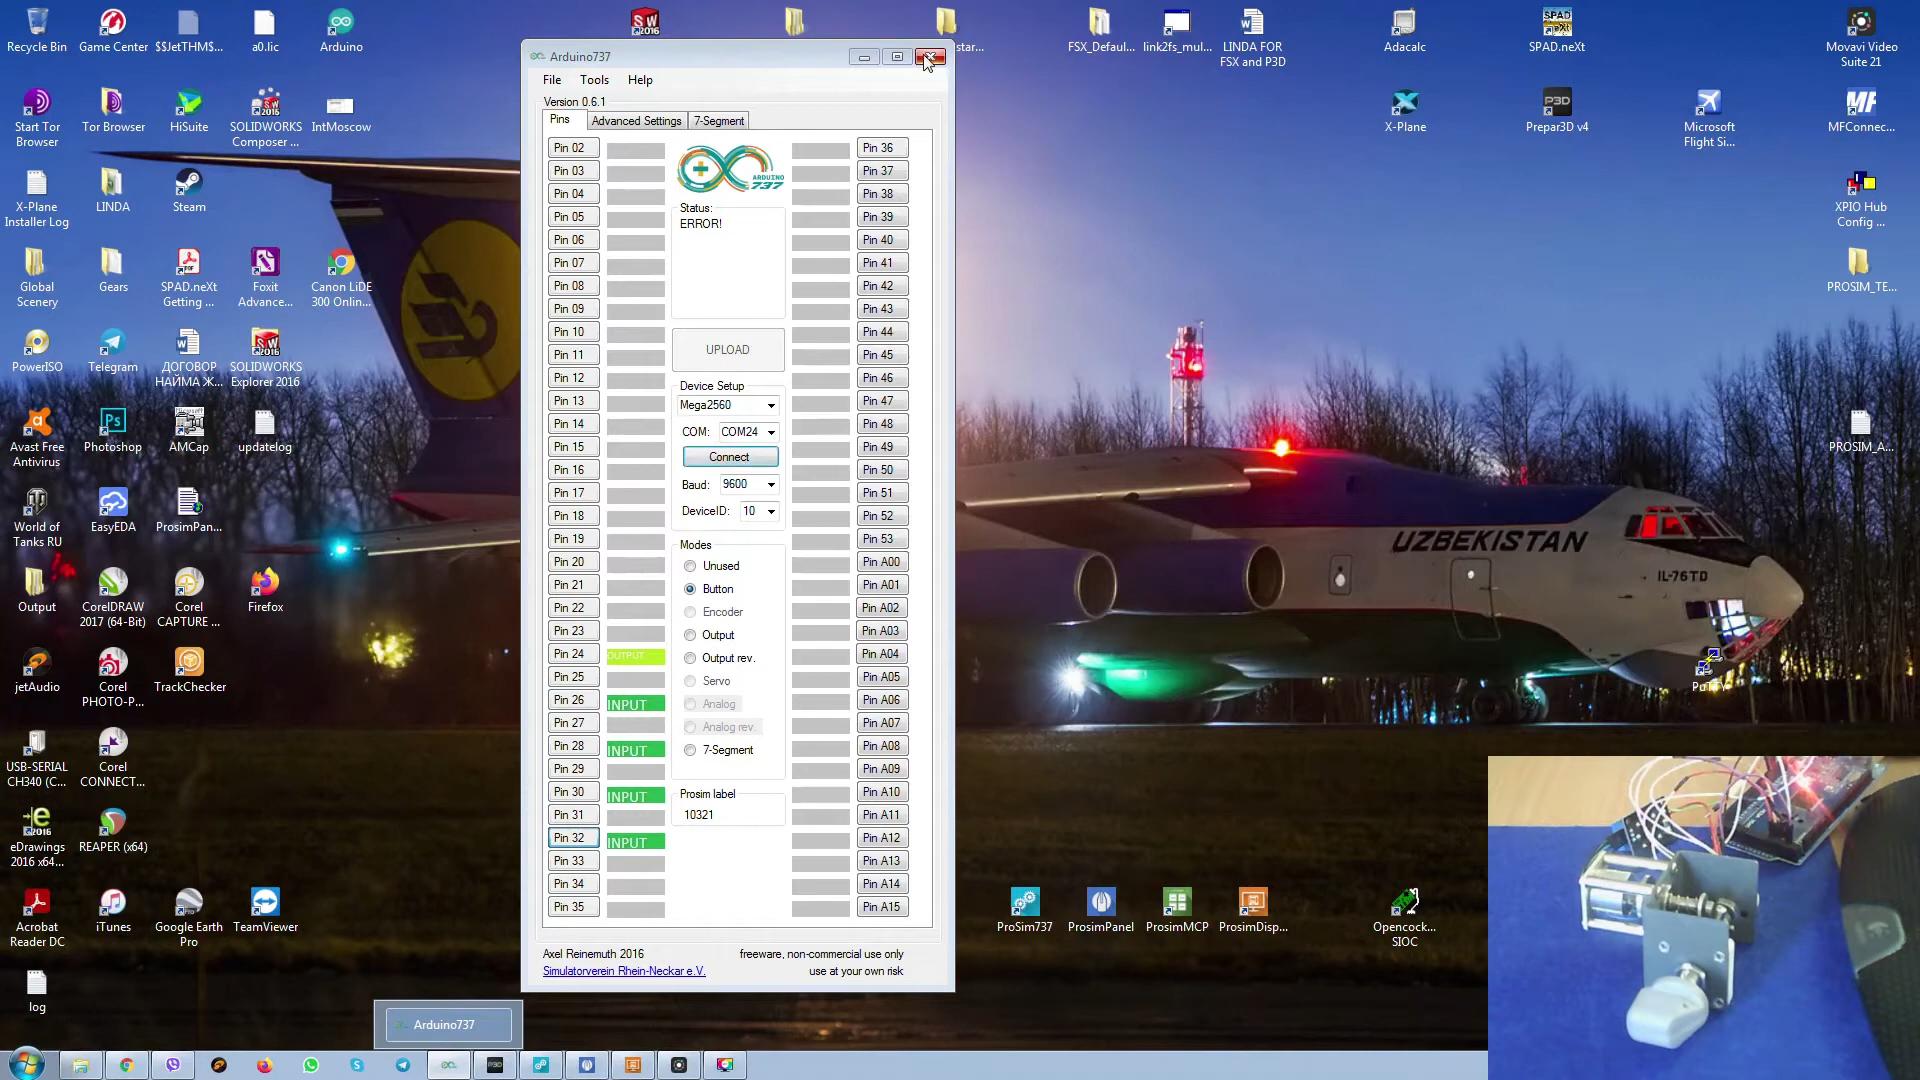 Recycle Bin
Game Center
$$JetTHM$...
a0.lic
Arduino
Start Tor
Browser
Tor Browser
HiSuite
SOLIDWORKS
Composer ...
IntMoscow
X-Plane
Installer Log
LINDA
Steam
Global
Scenery
Gears
SPAD.neXt
Getting ...
Foxit
Advance...
Canon LiDE
300 Onlin...
PowerISO
Telegram
ДОГОВОР
НАЙМА Ж...
SOLIDWORKS
Explorer 2016
Avast Free
Antivirus
Photoshop
AMCap
updatelog
World of
Tanks RU
EasyEDA
ProsimPan...
Output
CorelDRAW
2017 (64-Bit)
Corel
CAPTURE ...
Firefox
jetAudio
Corel
PHOTO-P...
TrackChecker
USB-SERIAL
CH340 (C...
Corel
CONNECT...
eDrawings
2016 x64...
REAPER (x64)
Acrobat
Reader DC
iTunes
Google Earth
Pro
TeamViewer
log
Arduino737
File Tools Help
Version 0.6.1
Pins
Advanced Settings
7-Segment
Pin 02
Pin 03
Pin 04
Pin 05
Pin 06
Pin 07
Pin 08
Pin 09
Pin 10
Pin 11
Pin 12
Pin 13
Pin 14
Pin 15
Pin 16
Pin 17
Pin 18
Pin 19
Pin 20
Pin 21
Pin 22
Pin 23
Pin 24 OUTPUT
Pin 25
Pin 26 INPUT
Pin 27
Pin 28 INPUT
Pin 29
Pin 30 INPUT
Pin 31
Pin 32 INPUT
Pin 33
Pin 34
Pin 35
ARDUINO
737
Status:
ERROR!
UPLOAD
Device Setup
Mega2560
COM: COM24
Connect
Baud: 9600
DeviceID: 10
Modes
Unused
Button
Encoder
Output
Output rev.
Servo
Analog
Analog rev.
7-Segment
Prosim label
10321
Pin 36
Pin 37
Pin 38
Pin 39
Pin 40
Pin 41
Pin 42
Pin 43
Pin 44
Pin 45
Pin 46
Pin 47
Pin 48
Pin 49
Pin 50
Pin 51
Pin 52
Pin 53
Pin A00
Pin A01
Pin A02
Pin A03
Pin A04
Pin A05
Pin A06
Pin A07
Pin A08
Pin A09
Pin A10
Pin A11
Pin A12
Pin A13
Pin A14
Pin A15
Axel Reinemuth 2016
freeware, non-commercial use only
Simulatorverein Rhein-Neckar e.V.
use at your own risk
Arduino737
star...
FSX_Defaul...
link2fs_mul...
LINDA FOR
FSX and P3D
Adacalc
SPAD.neXt
Movavi Video
Suite 21
X-Plane
Prepar3D v4
Microsoft
Flight Si...
MFConnec...
XPIO Hub
Config ...
PROSIM_TE...
PROSIM_A...
UZBEKISTAN
IL-76TD
PuTTY
ProSim737
ProsimPanel
ProsimMCP
ProsimDisp...
Opencock...
SIOC